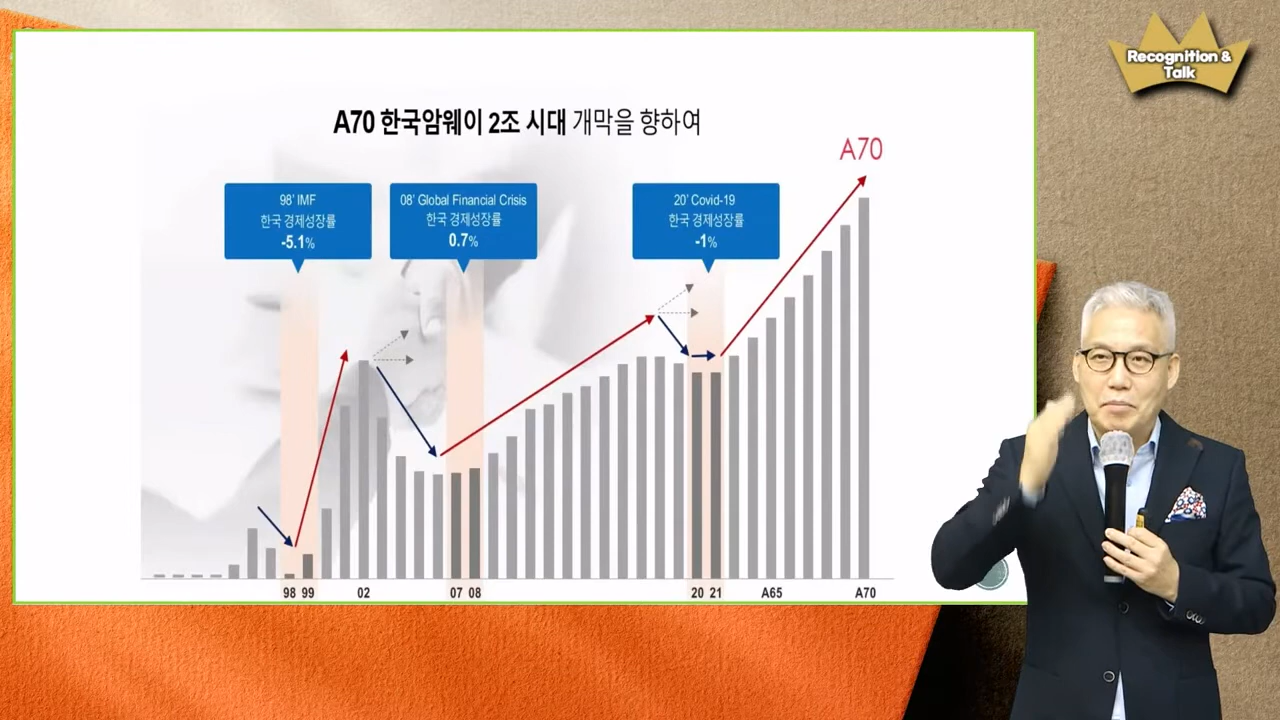 Recognition &
Talk
A70 한국암웨이 2조 시대 개막을 향하여
A70
98' IMF
한국 경제성장률
-5.1%
08' Global Financial Crisis
한국 경제성장률
0.7%
20' Covid-19
한국 경제성장률
-1%
98 99 02 07 08 20 21 A65 A70